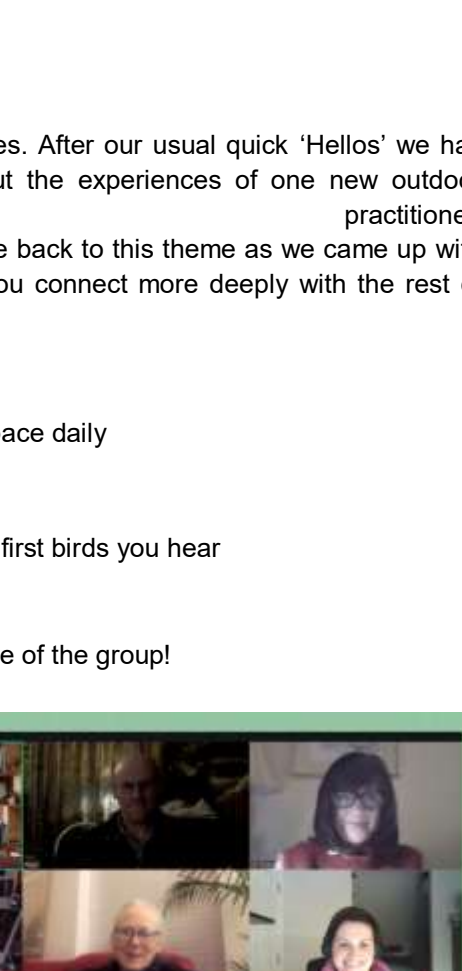 es. After our usual quick ‘Hellos’ we ha
ut the experiences of one new outdoo
practitione
e back to this theme as we came up wi
ou connect more deeply with the rest
ace daily
first birds you hear
e of the group!